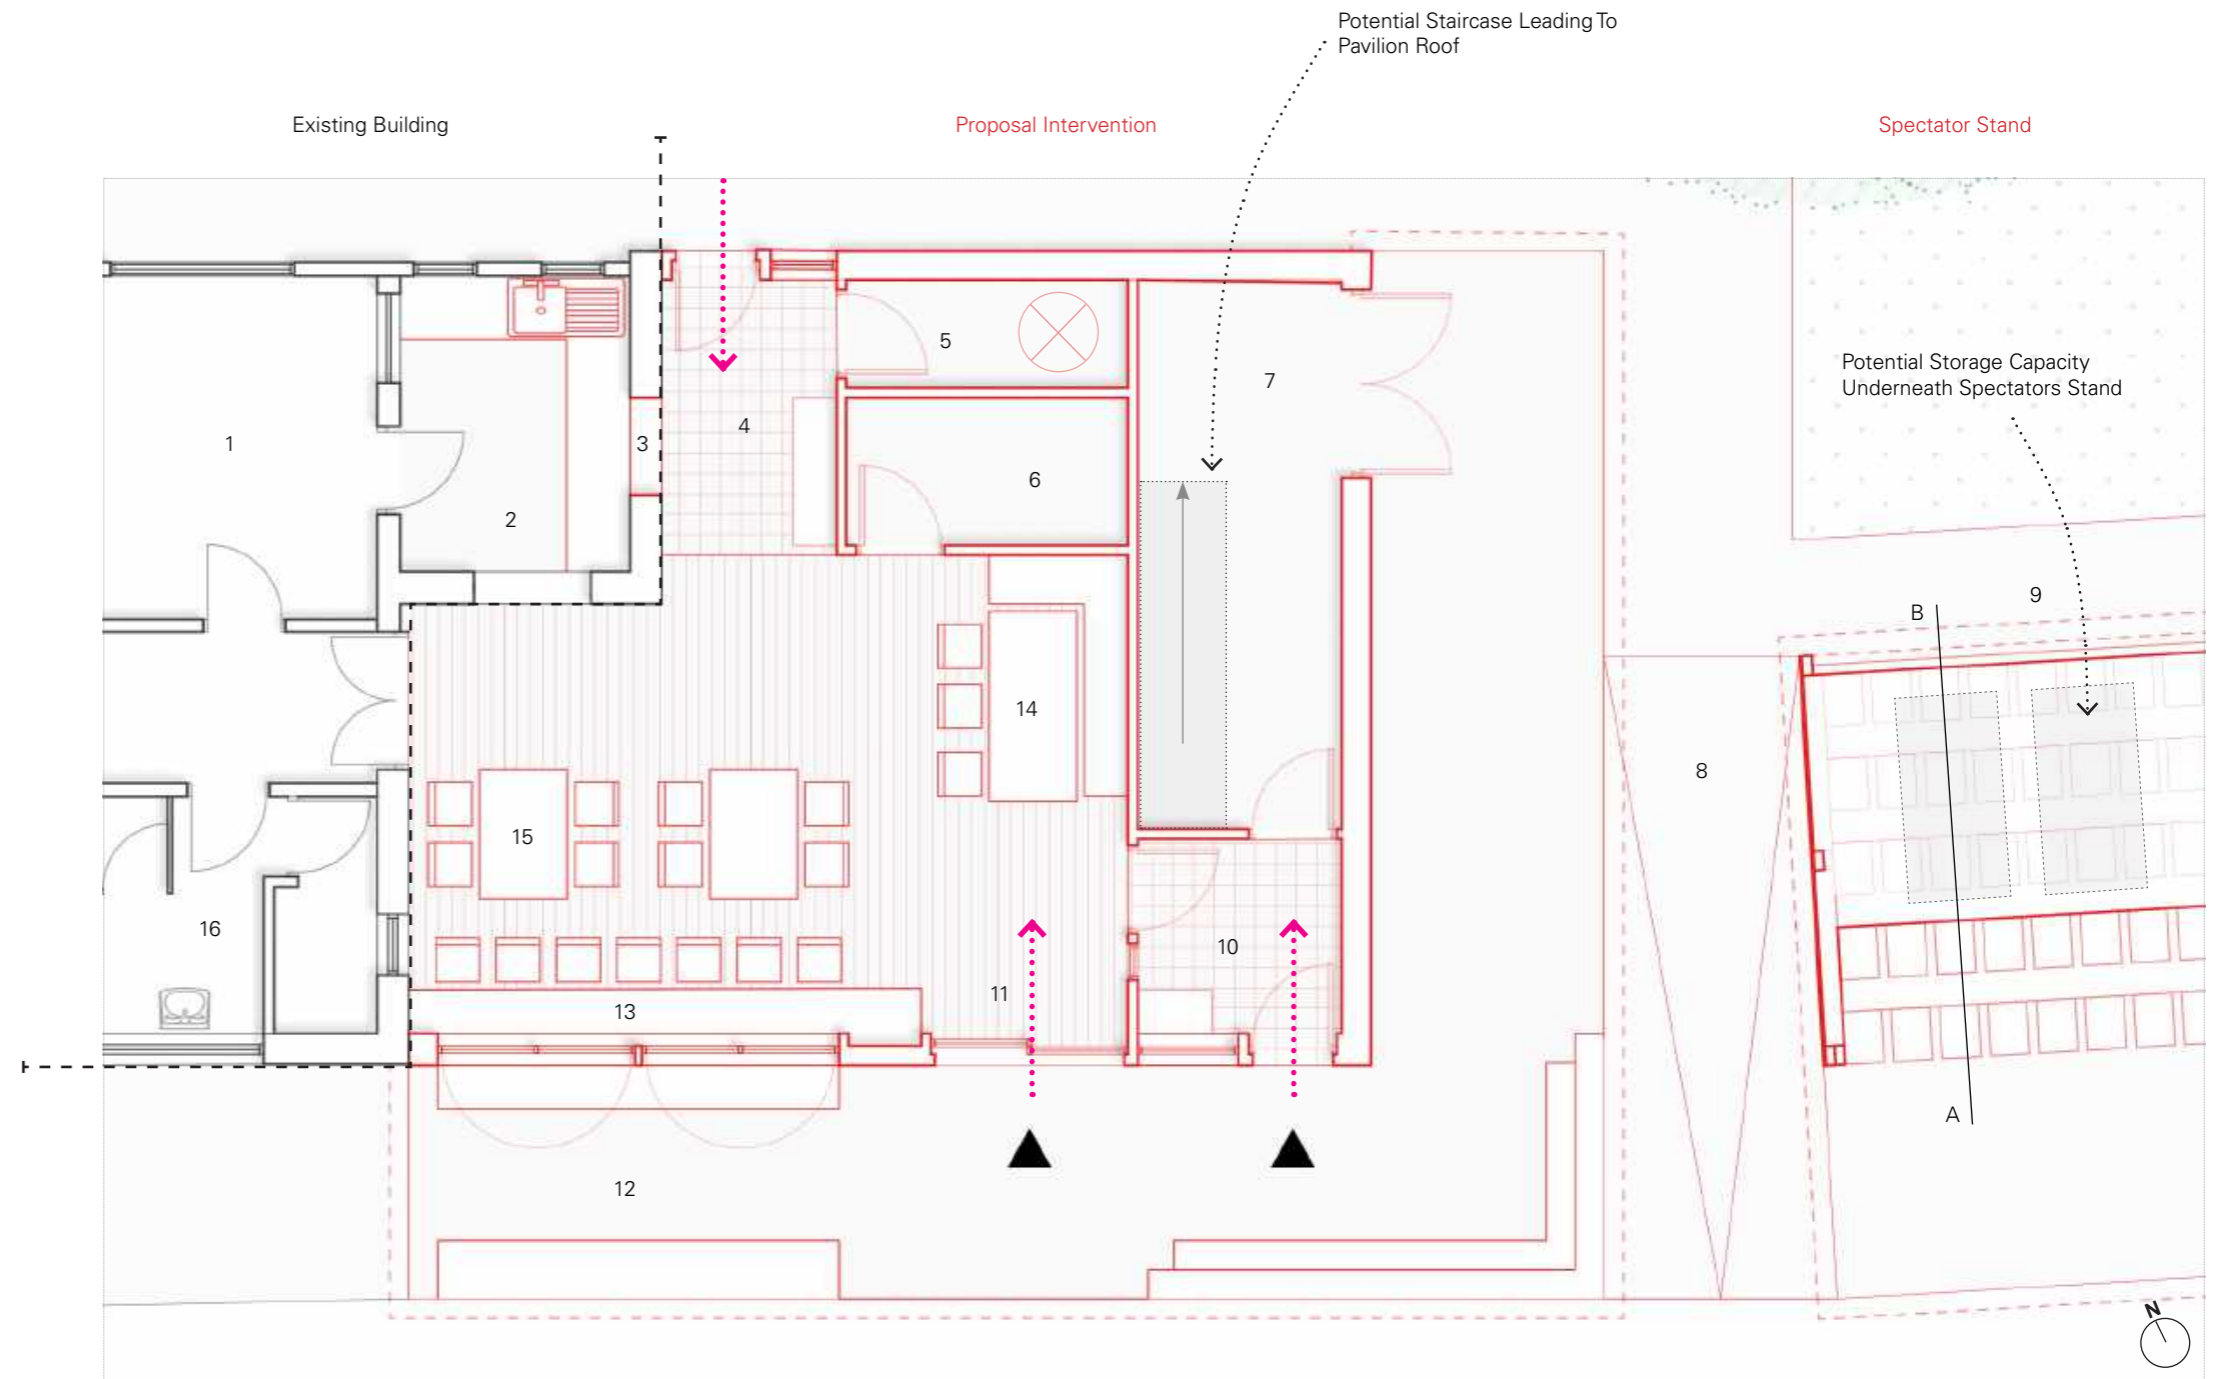 Potential Staircase Leading To
Pavilion Roof
Existing Building
Proposal Intervention
Spectator Stand
Potential Storage Capacity
Underneath Spectators Stand
1
2
3
4
5
6
7
8
9
B
A
10
11
12
13
14
15
16
N